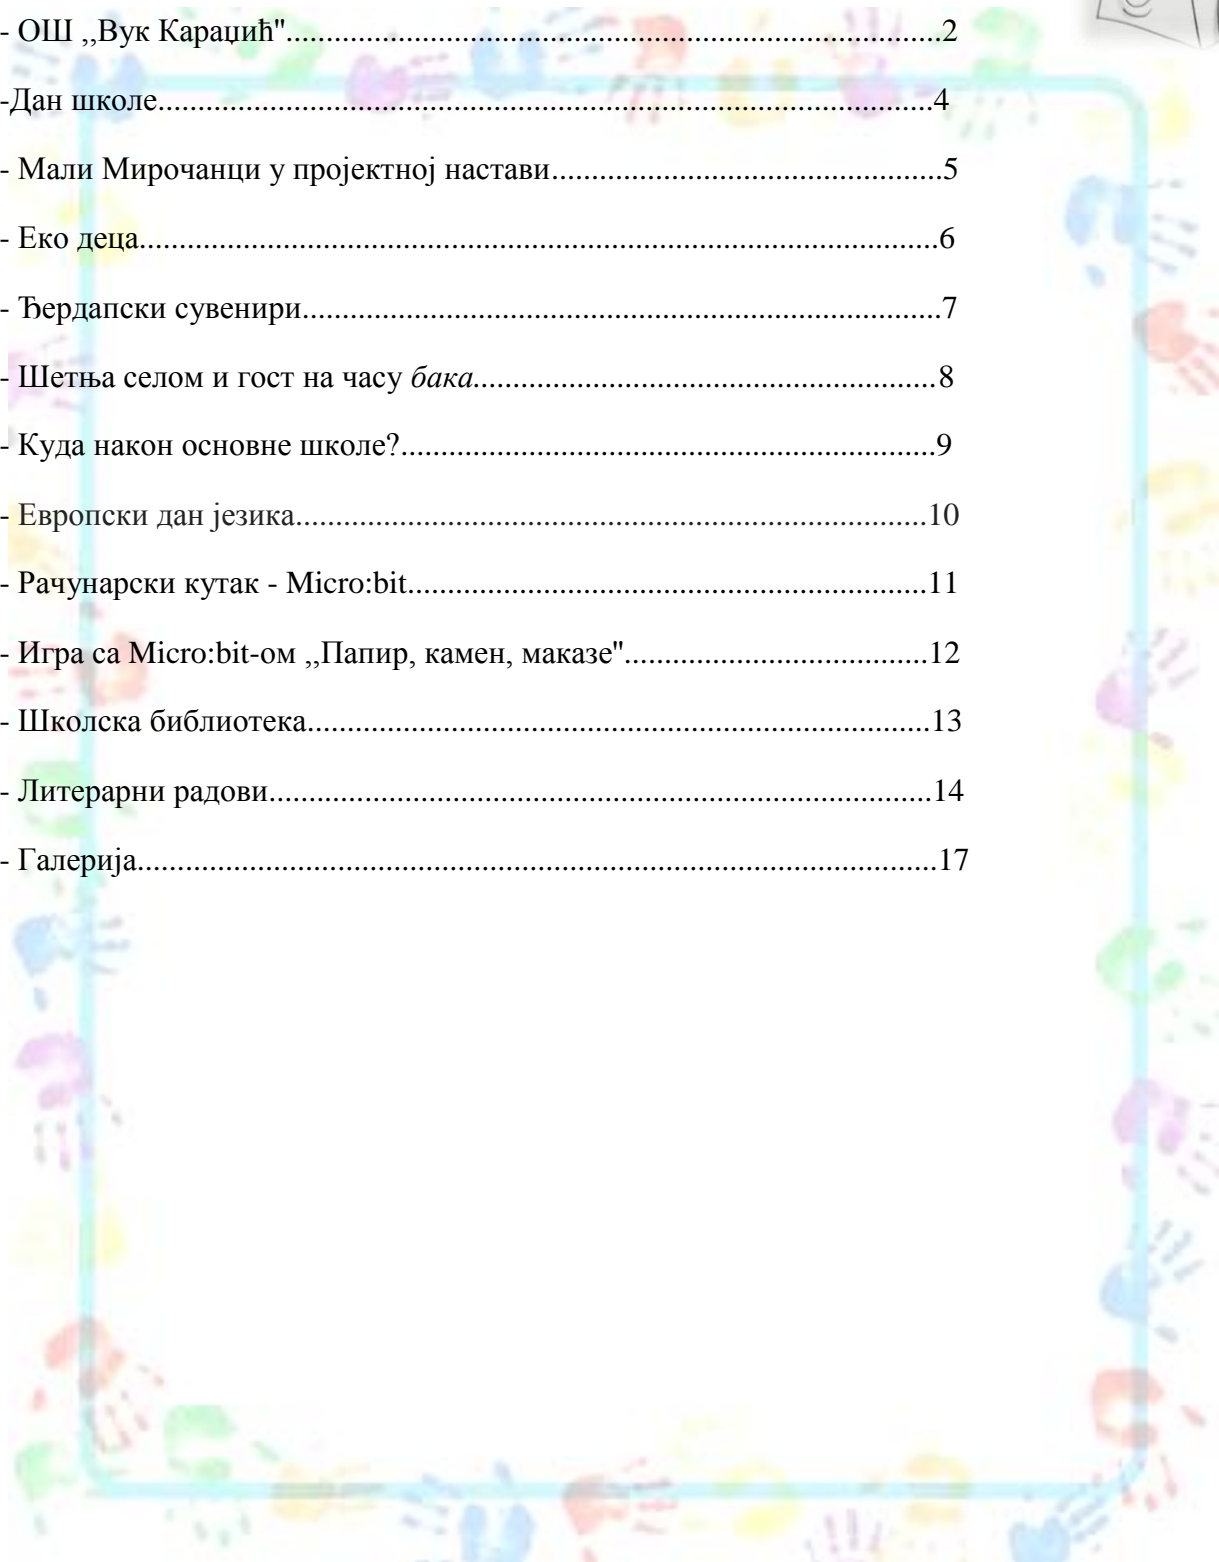 - ОШ ,,Вук Караџић"..................................................................................2
-Дан школе.................................................................................................4
- Мали Мирочанци у пројектној настави.................................................5
- Еко деца....................................................................................................6
- Ђердапски сувенири................................................................................7
- Шетња селом и гост на часу бака..........................................................8
- Куда након основне школе?...................................................................9
- Европски дан језика...............................................................................10
- Рачунарски кутак - Micro:bit.................................................................11
- Игра са Micro:bit-ом ,,Папир, камен, маказе"......................................12
- Школска библиотека..............................................................................13
- Литерарни радови...................................................................................14
- Галерија....................................................................................................17